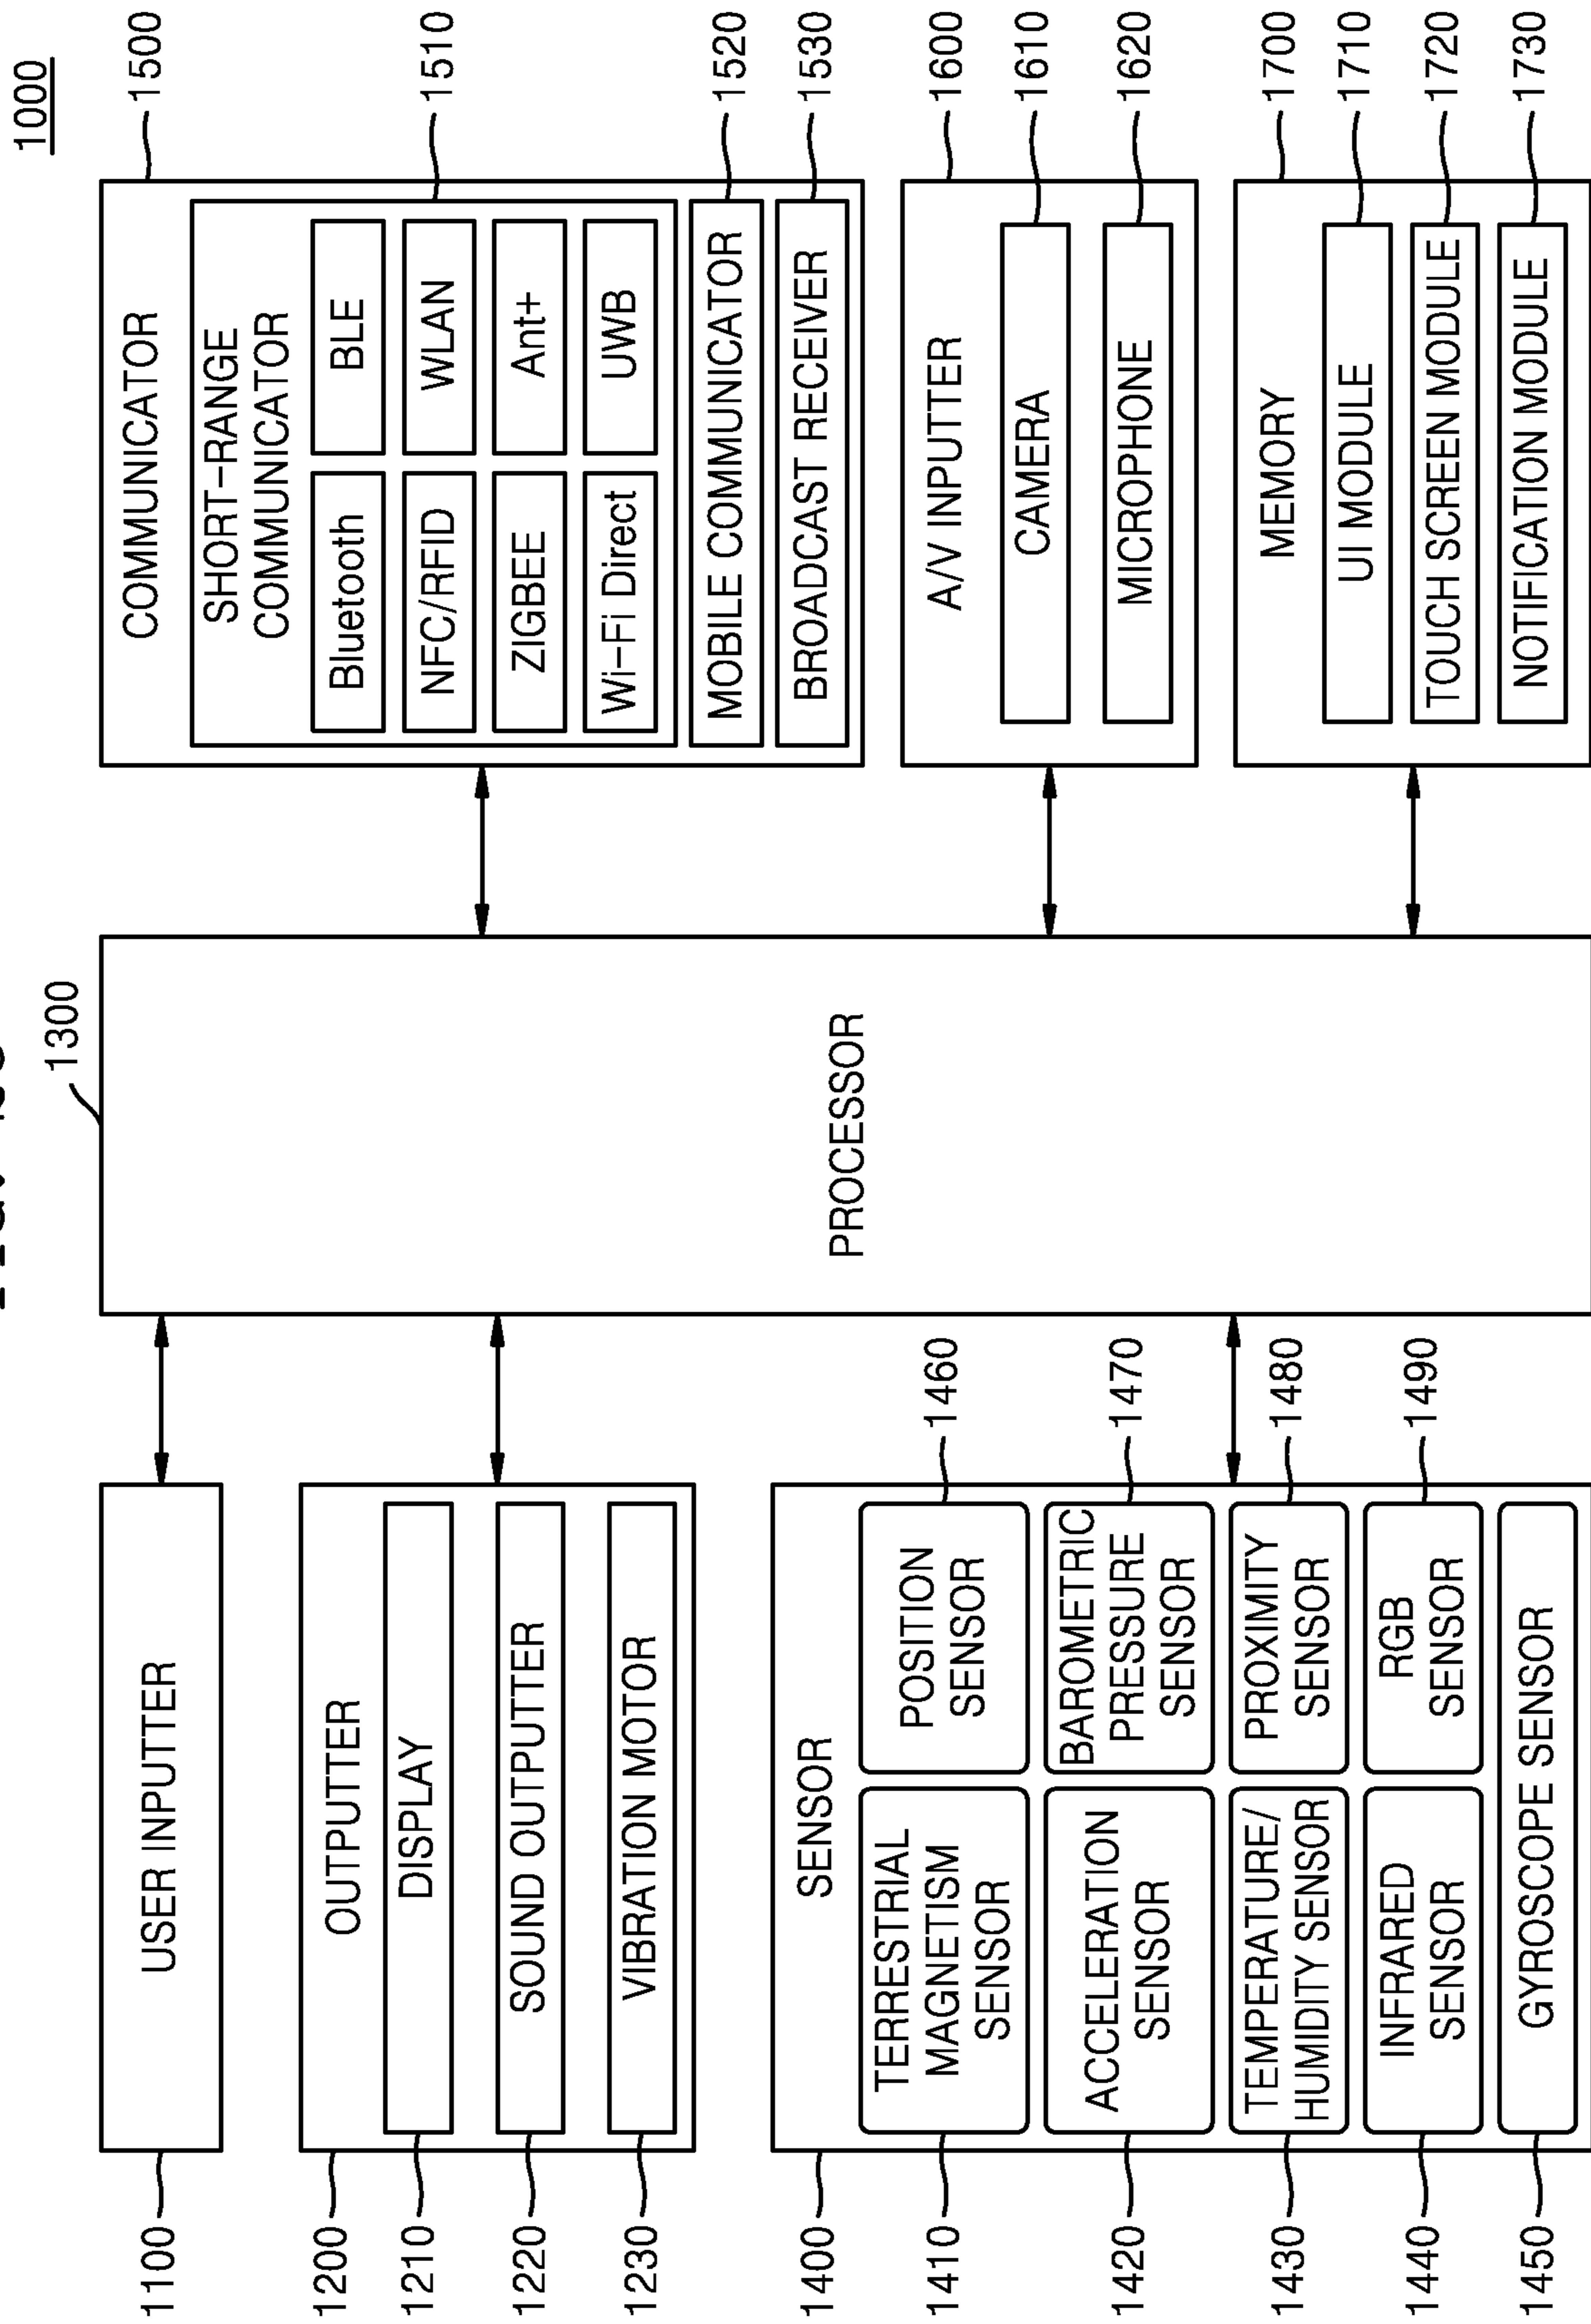 1000
1300
1100
USER INPUTTER
1200
OUTPUTTER
1210
DISPLAY
1220
SOUND OUTPUTTER
1230
VIBRATION MOTOR
1400
SENSOR
1410
TERRESTRIAL
MAGNETISM
SENSOR
POSITION
SENSOR
1460
1420
ACCELERATION
SENSOR
BAROMETRIC
PRESSURE
SENSOR
1470
1430
TEMPERATURE/
HUMIDITY SENSOR
PROXIMITY
SENSOR
1480
1440
INFRARED
SENSOR
RGB
SENSOR
1490
1450
GYROSCOPE SENSOR
PROCESSOR
COMMUNICATOR
1500
SHORT-RANGE
COMMUNICATOR
1510
Bluetooth
BLE
NFC/RFID
WLAN
ZIGBEE
Ant+
Wi-Fi Direct
UWB
MOBILE COMMUNICATOR
1520
BROADCAST RECEIVER
1530
A/V INPUTTER
1600
CAMERA
1610
MICROPHONE
1620
MEMORY
1700
UI MODULE
1710
TOUCH SCREEN MODULE
1720
NOTIFICATION MODULE
1730